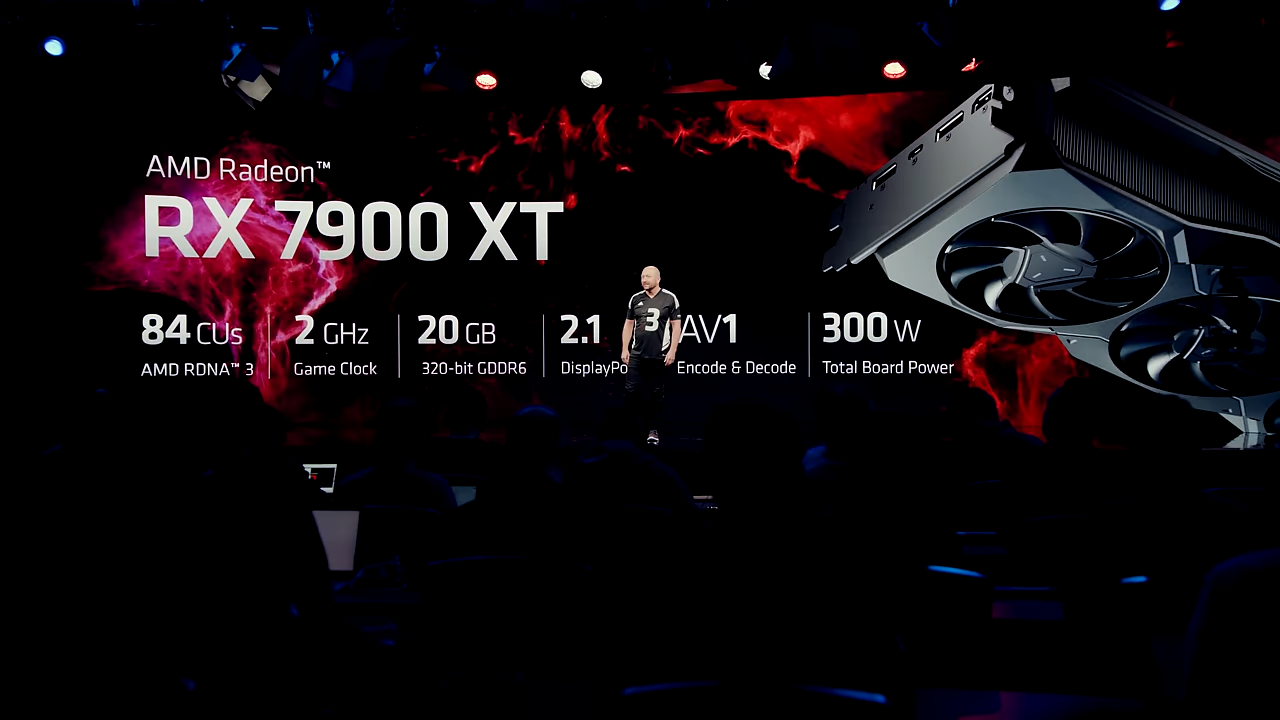 AMD Radeon™
RX 7900 XT
84 CUs
AMD RDNA™ 3
2 GHz
Game Clock
20 GB
320-bit GDDR6
2.1
DisplayPo
3
AV1
Encode & Decode
300 W
Total Board Power